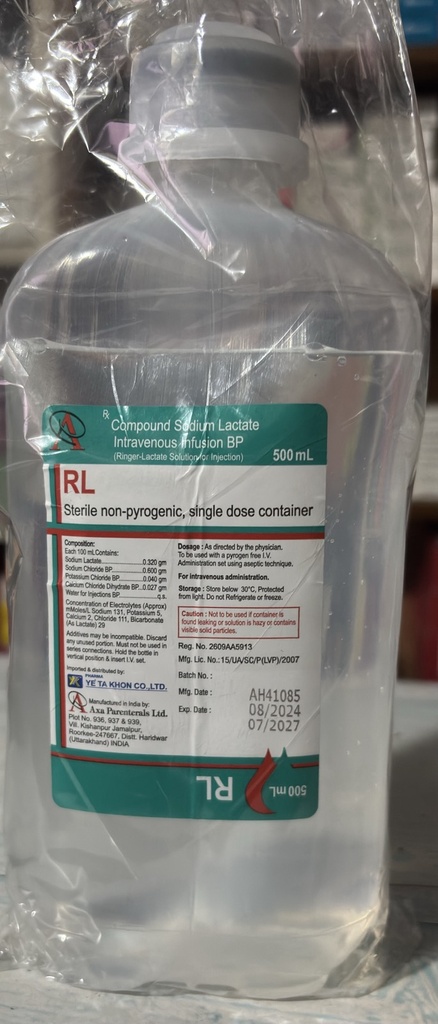 Rx Compound Sodium Lactate
Intravenous Infusion BP
(Ringer-Lactate Solution for Injection) 500 mL
RL
Sterile non-pyrogenic, single dose container
Composition:
Each 100 mL Contains:
Sodium Lactate 0.320 gm
Sodium Chloride BP 0.600 gm
Potassium Chloride BP 0.040 gm
Calcium Chloride Dihydrate BP 0.027 gm
Water for Injections BP q.s.
Concentration of Electrolytes (Approx)
mMoles/l, Sodium 131, Potassium 5,
Calcium 2, Chloride 111, Bicarbonate
(As Lactate) 29
Additives may be incompatible. Discard
any unused portion. Must not be used in
series connections. Hold the bottle in
vertical position & insert I.V. set.
Imported & distributed by:
PHARMA
YE TA KHON CO.,LTD.
Manufactured in India by:
Axa Parenterals Ltd.
Plot No. 936, 937 & 939,
Vill. Kishanpur Jamalpur,
Roorkee-247667, Distt. Haridwar
(Uttarakhand) INDIA
Dosage : As directed by the physician.
To be used with a pyrogen free I.V.
Administration set using aseptic technique.
For intravenous administration.
Storage : Store below 30°C, Protected
from light. Do not Refrigerate or freeze.
Caution : Not to be used if container is
found leaking or solution is hazy or contains
visible solid particles.
Reg. No. 2609AA5913
Mfg. Lic. No.: 15/UA/SC/P(LVP)/2007
Batch No. :
Mfg. Date : AH41085
Exp. Date : 08/2024
07/2027
RL
500 mL